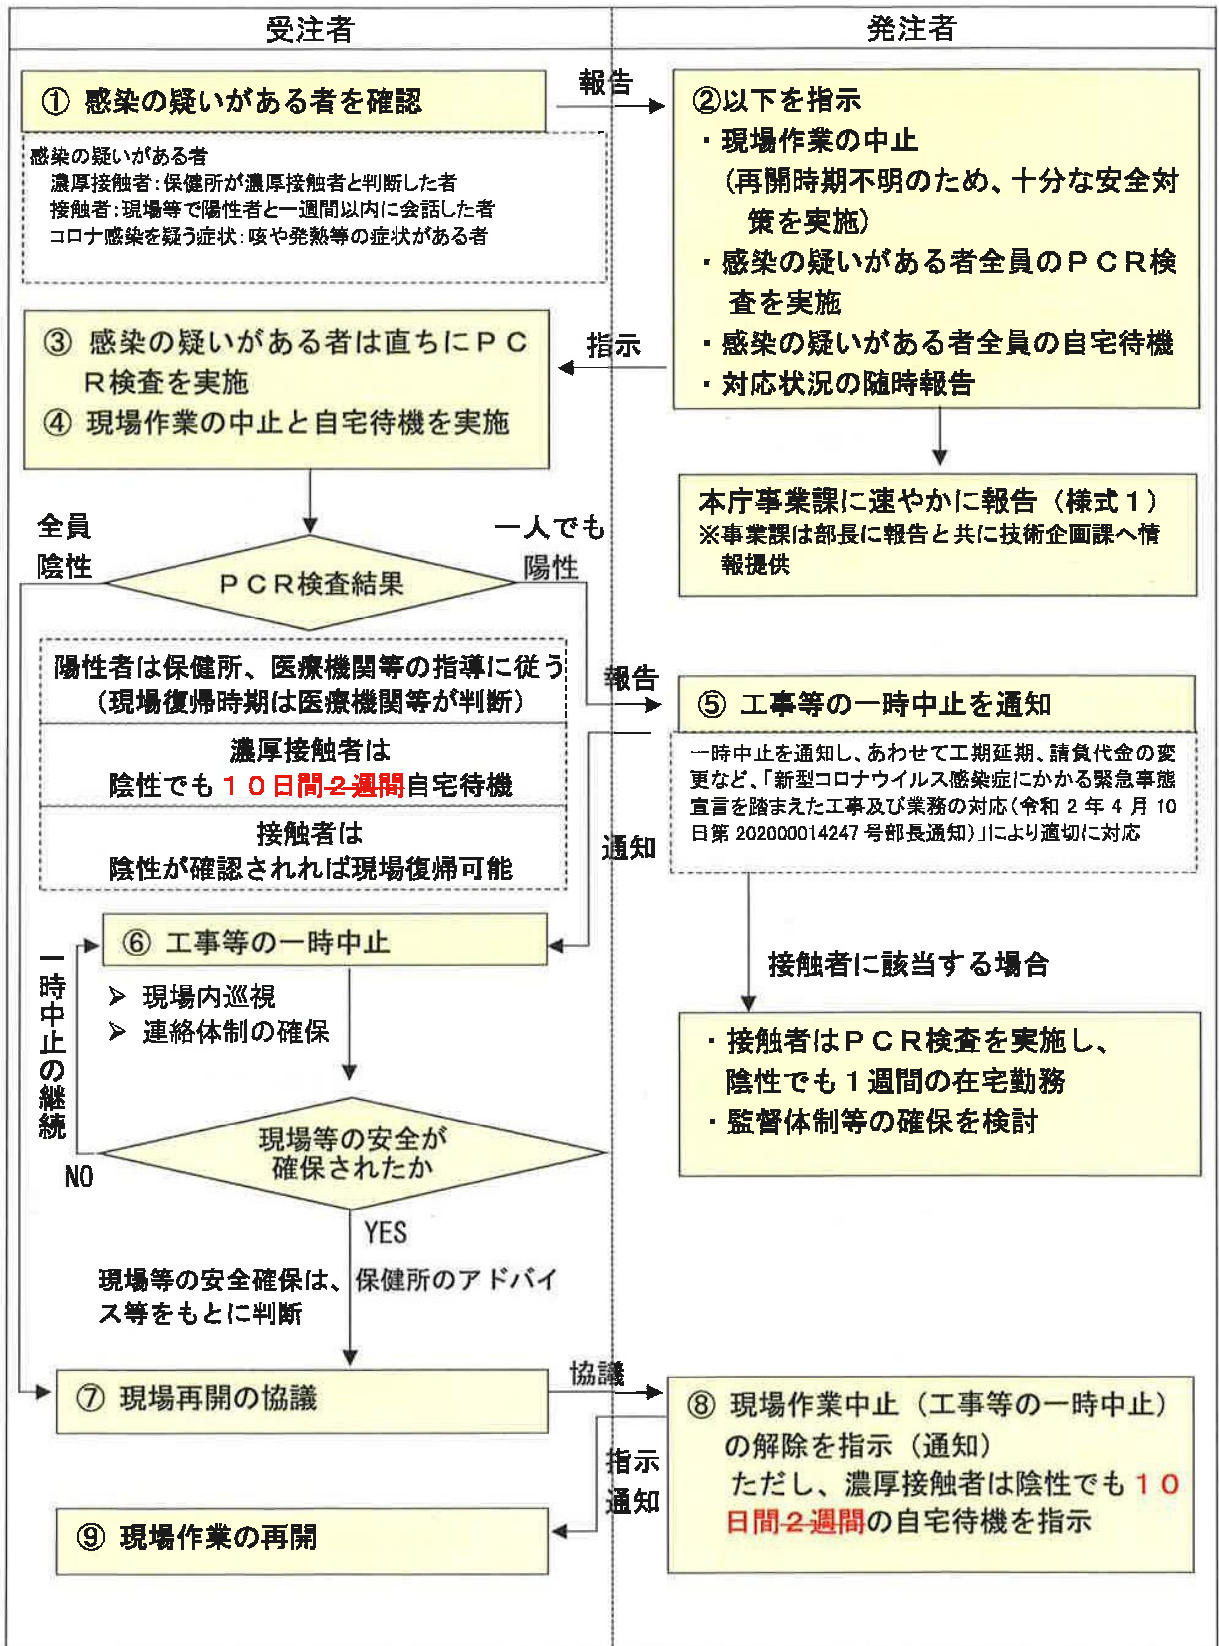 受注者
発注者
① 感染の疑いがある者を確認
報告
感染の疑いがある者
濃厚接触者:保健所が濃厚接触者と判断した者
接触者:現場等で陽性者と一週間以内に会話した者
コロナ感染を疑う症状:咳や発熱等の症状がある者
②以下を指示
・現場作業の中止
(再開時期不明のため、十分な安全対
策を実施)
・感染の疑いがある者全員のPCR検
査を実施
・感染の疑いがある者全員の自宅待機
・対応状況の随時報告
指示
③ 感染の疑いがある者は直ちにPC
R検査を実施
④ 現場作業の中止と自宅待機を実施
本庁事業課に速やかに報告(様式1)
※事業課は部長に報告と共に技術企画課へ情
報提供
全員
陰性
PCR検査結果
一人でも
陽性
陽性者は保健所、医療機関等の指導に従う
(現場復帰時期は医療機関等が判断)
濃厚接触者は
陰性でも10日間2週間自宅待機
接触者は
陰性が確認されれば現場復帰可能
報告
⑤ 工事等の一時中止を通知
一時中止を通知し、あわせて工期延期、請負代金の変
更など、「新型コロナウイルス感染症にかかる緊急事態
宣言を踏まえた工事及び業務の対応(令和2年4月10
日第202000014247号部長通知)」により適切に対応
通知
⑥ 工事等の一時中止
➢ 現場内巡視
➢ 連絡体制の確保
一時中止の継続
接触者に該当する場合
・接触者はPCR検査を実施し、
陰性でも1週間の在宅勤務
・監督体制等の確保を検討
現場等の安全が
確保されたか
NO
YES
現場等の安全確保は、保健所のアドバイ
ス等をもとに判断
⑦ 現場再開の協議
協議
⑧ 現場作業中止(工事等の一時中止)
の解除を指示(通知)
ただし、濃厚接触者は陰性でも10
日間2週間の自宅待機を指示
指示
通知
⑨ 現場作業の再開